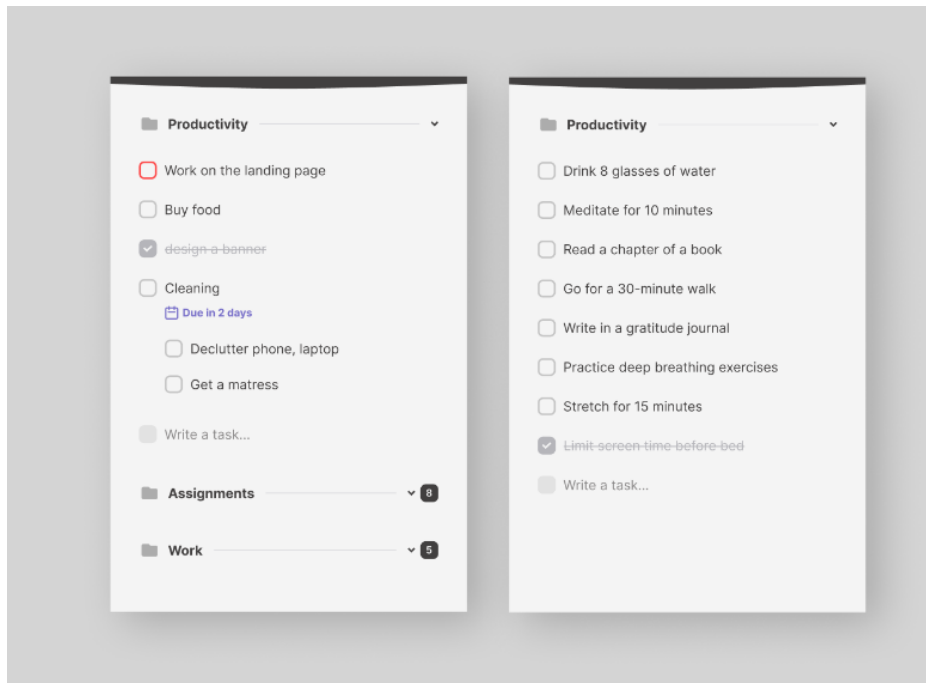 Productivity
Work on the landing page
Buy food
design a banner
Cleaning
Due in 2 days
Declutter phone, laptop
Get a matress
Write a task...
Assignments 8
Work 5
Productivity
Drink 8 glasses of water
Meditate for 10 minutes
Read a chapter of a book
Go for a 30-minute walk
Write in a gratitude journal
Practice deep breathing exercises
Stretch for 15 minutes
Limit screen time before bed
Write a task...